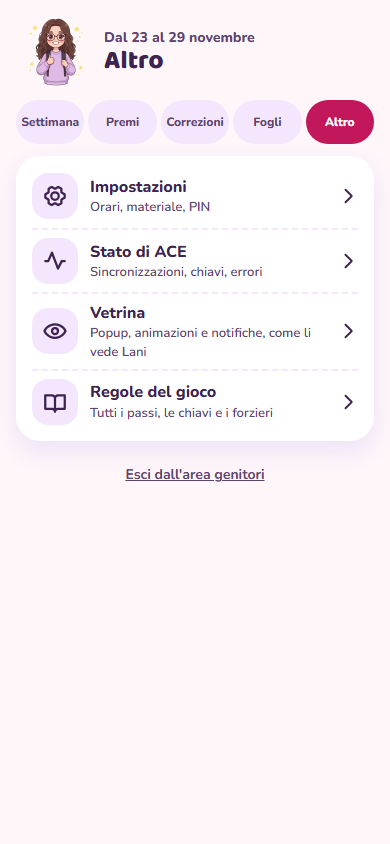 Dal 23 al 29 novembre
Altro
Settimana
Premi
Correzioni
Fogli
Altro
Impostazioni
Orari, materiale, PIN
Stato di ACE
Sincronizzazioni, chiavi, errori
Vetrina
Popup, animazioni e notifiche, come li
vede Lani
Regole del gioco
Tutti i passi, le chiavi e i forzieri
Esci dall'area genitori